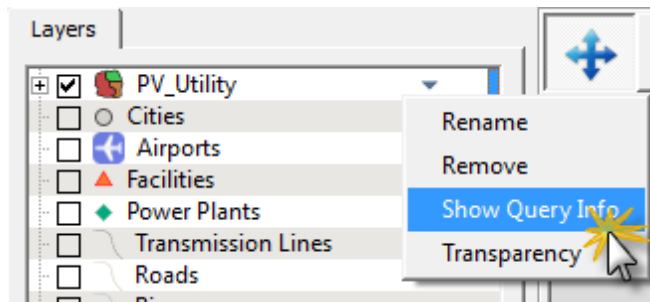 Layers
PV_Utility
Cities
Airports
Facilities
Power Plants
Transmission Lines
Roads
Rename
Remove
Show Query Info
Transparency